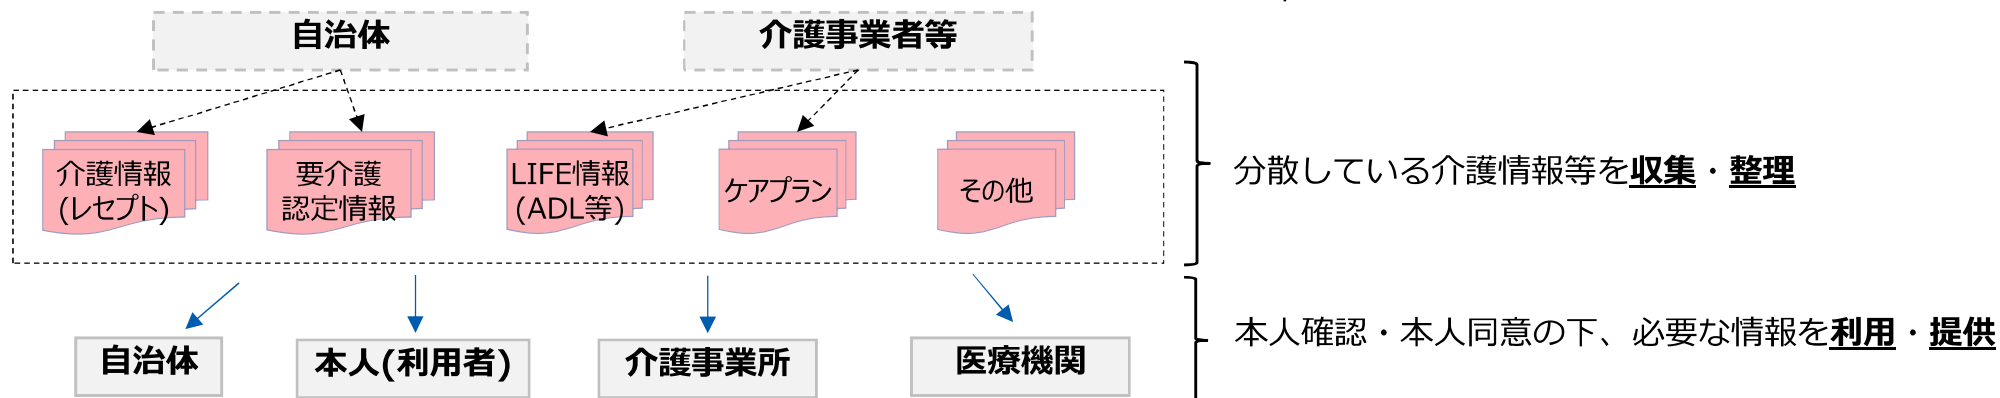 自治体
介護事業者等
介護情報
(レセプト)
要介護
認定情報
LIFE情報
(ADL等)
ケアプラン
その他
分散している介護情報等を収集・整理
自治体
本人(利用者)
介護事業所
医療機関
本人確認・本人同意の下、必要な情報を利用・提供